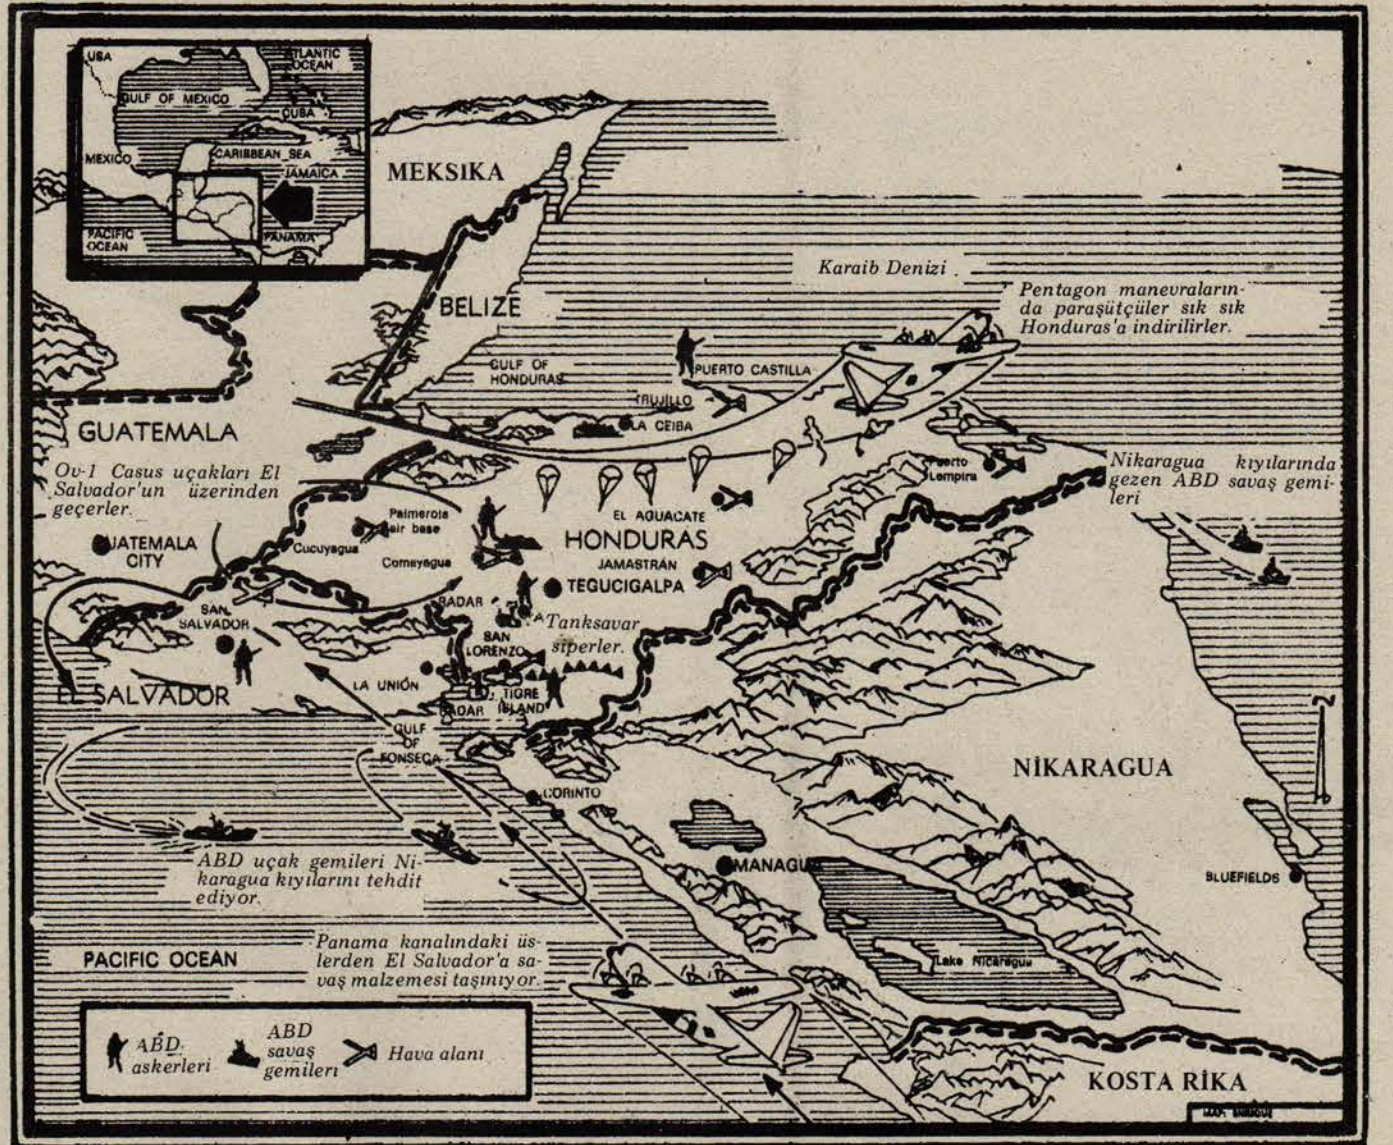 USA
ATLANTIC
OCEAN
GULF OF MEXICO
CUBA
MEXICO
CARIBBEAN SEA
JAMAICA
PACIFIC
OCEAN
PANAMA
MEKSIKA
BELIZE
Karaib Denizi
Pentagon manevraların-
da paraşütçüler sık sık
Honduras'a indirilirler.
GULF OF
HONDURAS
PUERTO CASTILLA
TRUJILLO
LA CEIBA
GUATEMALA
Ov-1 Casus uçakları El
Salvador'un üzerinden
geçerler.
Puerto
Lempira
Nikaragua kıyılarında
gezen ABD savaş gemi-
leri
Palmerola
air base
EL AGUACATE
HONDURAS
GUATEMALA
CITY
Cucuyagua
Comayagua
JAMASTRÁN
TEGUCIGALPA
RADAR
SAN
SALVADOR
Tanksavar
siperler.
SAN
LORENZO
LA UNIÓN
TIGRE
ISLAND
RADAR
EL SALVADOR
GULF
OF
FONSECA
NİKARAGUA
CORINTO
ABD uçak gemileri Ni-
karagua kıyılarını tehdit
ediyor.
MANAGUA
BLUEFIELDS
PACIFIC OCEAN
Panama kanalındaki üs-
lerden El Salvador'a sa-
vaş malzemesi taşınıyor.
Lake Nicaragua
ABD
askerleri
ABD
savaş
gemileri
Hava alanı
KOSTA RİKA